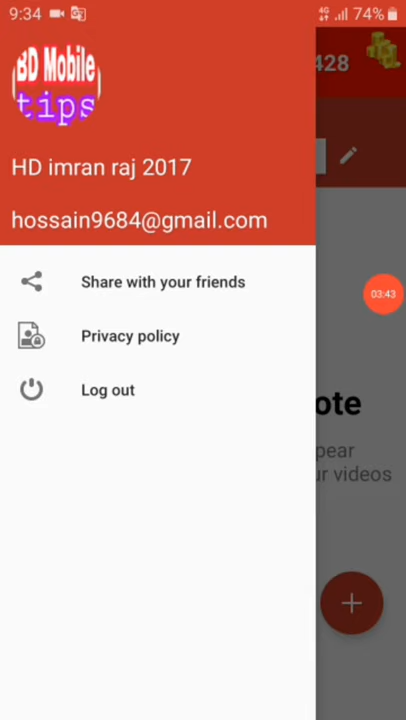 9:34
4G
74%
BD Mobile
tips
428
HD imran raj 2017
hossain9684@gmail.com
Share with your friends
03:43
Privacy policy
Log out
ote
pear
ur videos